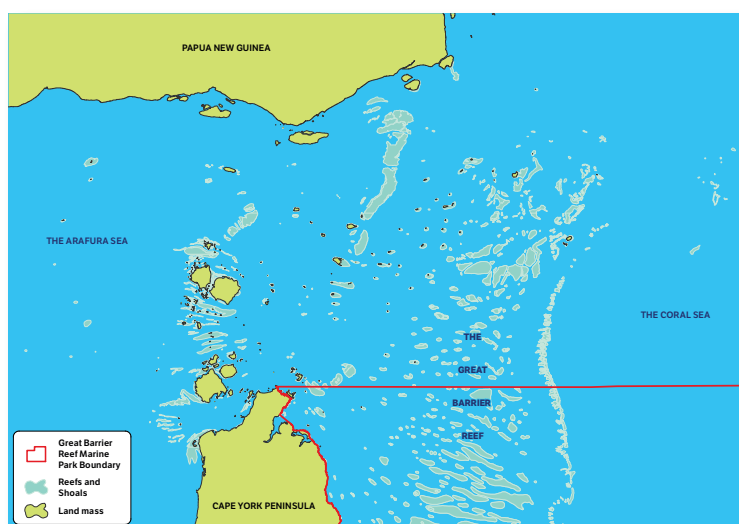 PAPUA NEW GUINEA
THE ARAFURA SEA
THE CORAL SEA
THE
GREAT
BARRIER
REEF
CAPE YORK PENINSULA
Great Barrier
Reef Marine
Park Boundary
Reefs and
Shoals
Land mass